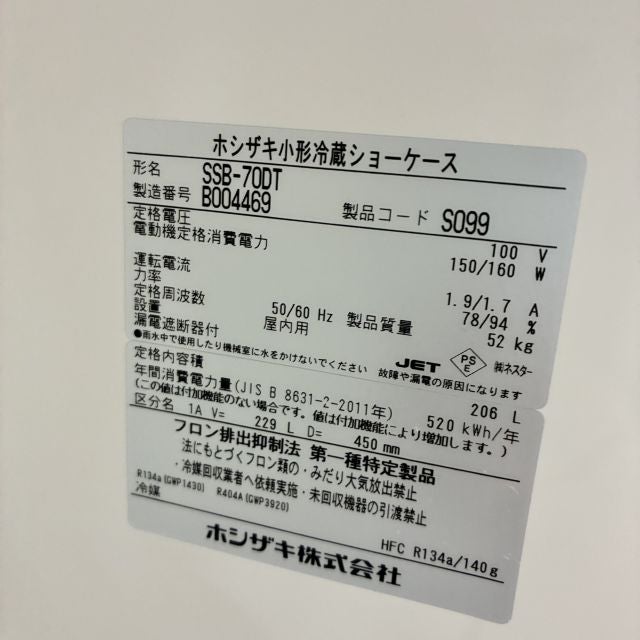 ホシザキ小形冷蔵ショーケース
形名 SSB-70DT
製造番号 B004469 製品コード S099
定格電圧 100 V
電動機定格消費電力 150/160 W
運転電流 1.9/1.7 A
力率 78/94 %
定格周波数 50/60 Hz 製品質量 52 kg
設置 屋内用
漏電遮断器付 JET PSE ㈱ネスター
●雨水中で使用したり機械室に水をかけないでください 故障や漏電の原因になります
定格内容積 206 L
年間消費電力量(JIS B 8631-2-2011年) 520 kWh/年
(この値は付加機能のない場合です。値は付加機能により増加します。)
区分名 1A V= 229 L D= 450 mm
フロン排出抑制法 第一種特定製品
法にもとづくフロン類の・みだり大気放出禁止
・冷媒回収業者へ依頼実施・未回収機器の引渡禁止
R134a(GWP1430) R404A(GWP3920)
冷媒 HFC R134a/140g
ホシザキ株式会社